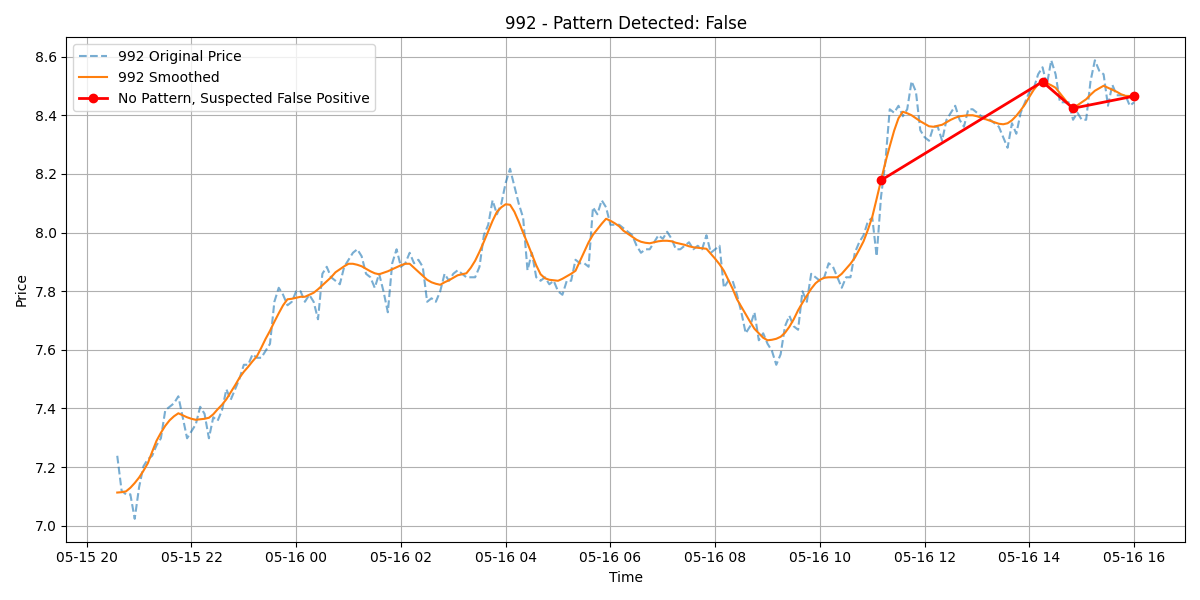 992 - Pattern Detected: False
992 Original Price
992 Smoothed
No Pattern, Suspected False Positive
Price
8.6
8.4
8.2
8.0
7.8
7.6
7.4
7.2
7.0
05-15 20 05-15 22 05-16 00 05-16 02 05-16 04 05-16 06 05-16 08 05-16 10 05-16 12 05-16 14 05-16 16
Time